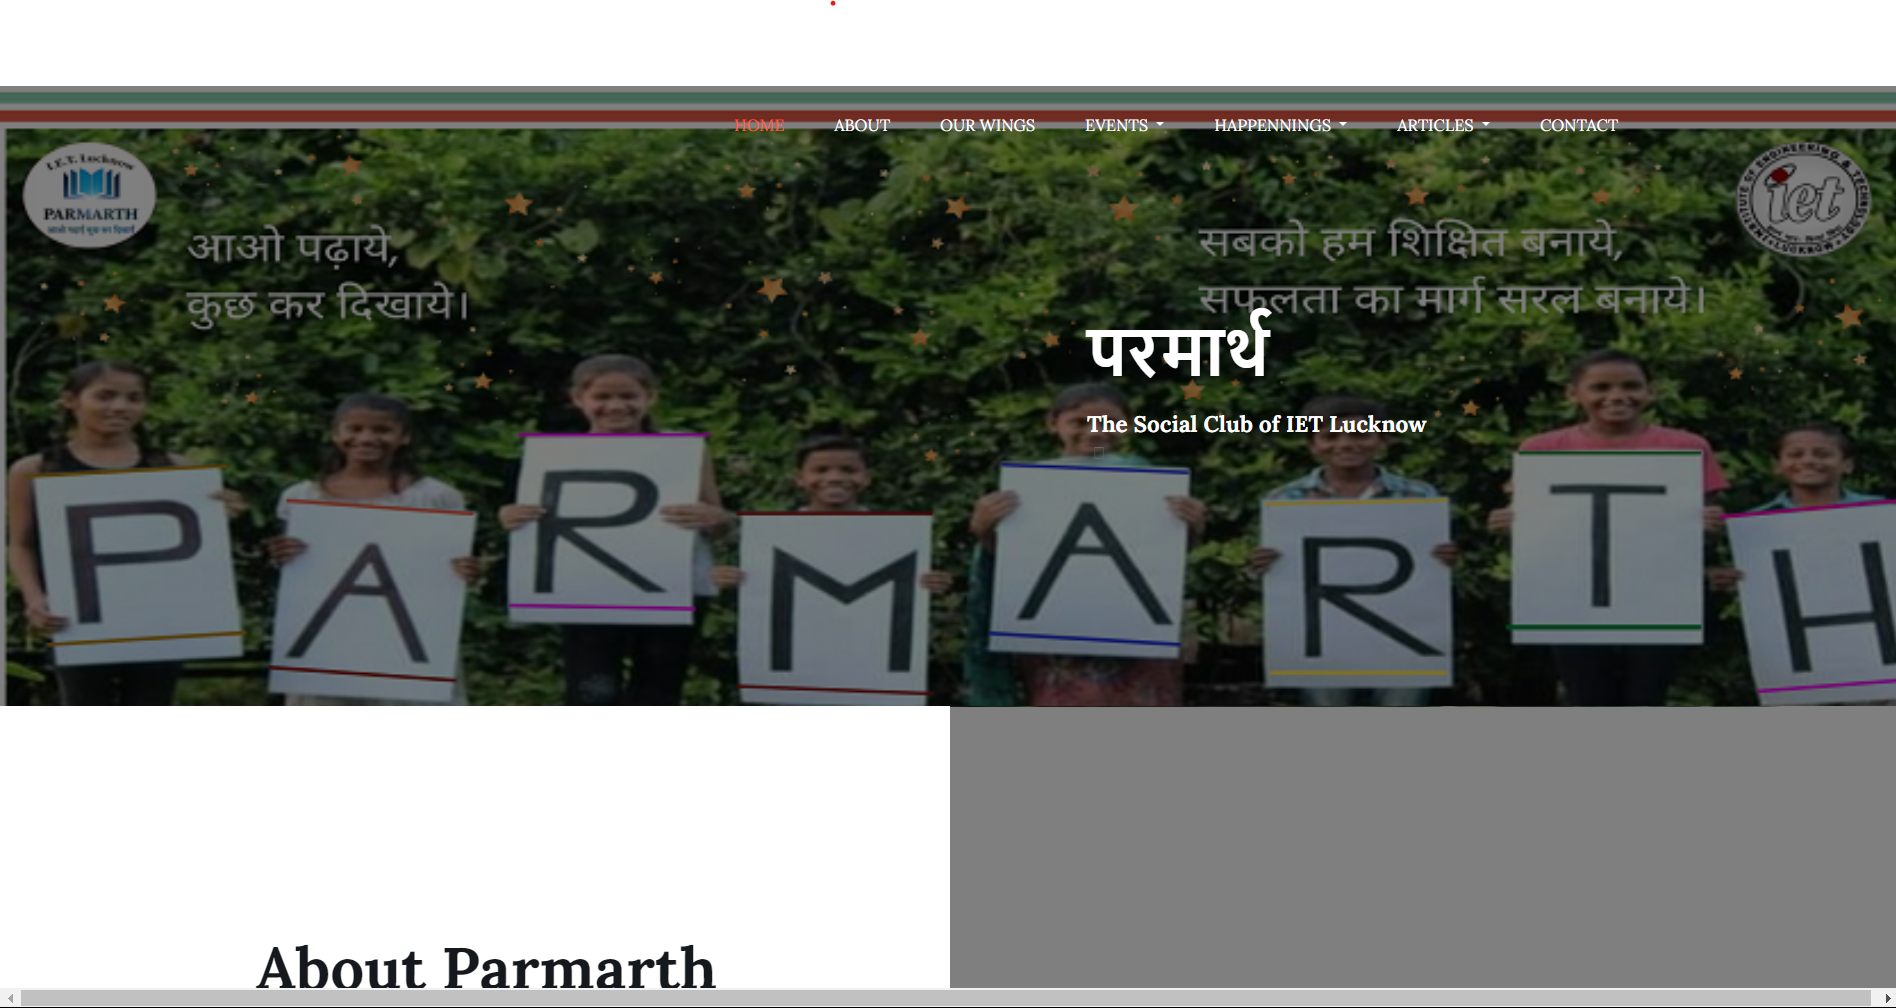 HOME ABOUT OUR WINGS EVENTS HAPPENNINGS ARTICLES CONTACT
I.E.T. Lucknow
PARMARTH
iet
आओ पढ़ाये,
कुछ कर दिखाये।
सबको हम शिक्षित बनाये,
सफलता का मार्ग सरल बनाये।
परमार्थ
The Social Club of IET Lucknow
P A R M A R T H
About Parmarth